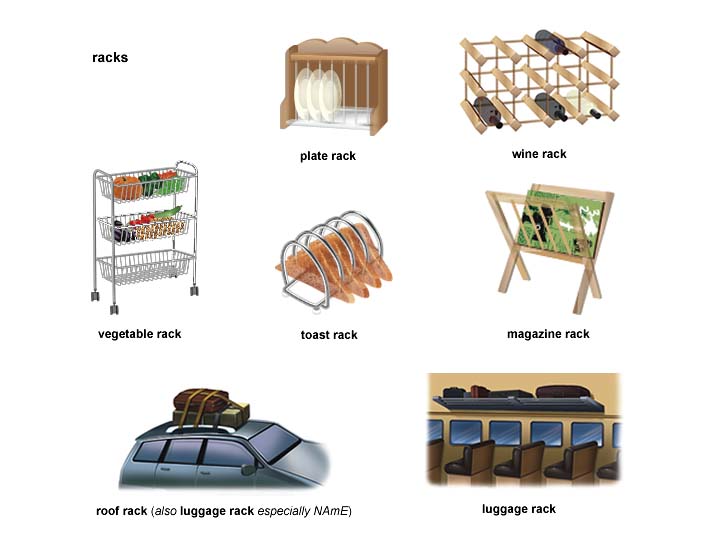 racks
plate rack
wine rack
vegetable rack
toast rack
magazine rack
roof rack (also luggage rack especially NAmE)
luggage rack